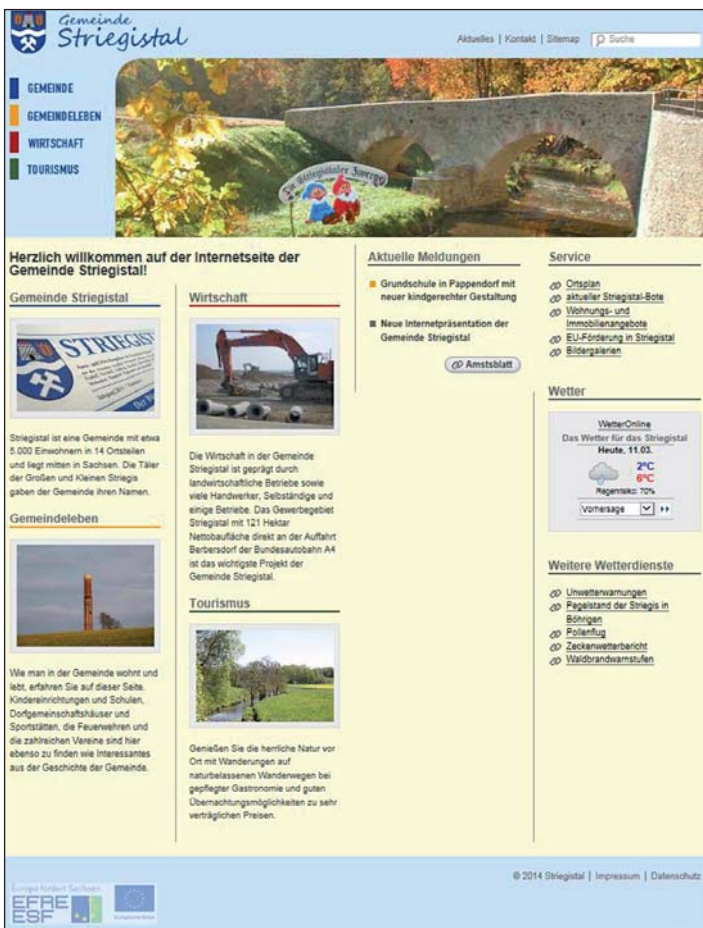 Gemeinde
Striegistal
Aktuelles | Kontakt | Sitemap
Suche
GEMEINDE
GEMEINDELEBEN
WIRTSCHAFT
TOURISMUS
Die Striegistaler Zwerge
Herzlich willkommen auf der Internetseite der
Gemeinde Striegistal!
Gemeinde Striegistal
STRIEGIST
Striegistal ist eine Gemeinde mit etwa
5.000 Einwohnern in 14 Ortsteilen
und liegt mitten in Sachsen. Die Täler
der Großen und Kleinen Striegis
gaben der Gemeinde ihren Namen.
Gemeindeleben
Wie man in der Gemeinde wohnt und
lebt, erfahren Sie auf dieser Seite.
Kindereinrichtungen und Schulen,
Dorfgemeinschaftshäuser und
Sportstätten, die Feuerwehren und
die zahlreichen Vereine sind hier
ebenso zu finden wie Interessantes
aus der Geschichte der Gemeinde.
Wirtschaft
Die Wirtschaft in der Gemeinde
Striegistal ist geprägt durch
landwirtschaftliche Betriebe sowie
viele Handwerker, Selbständige und
einige Betriebe. Das Gewerbegebiet
Striegistal mit 121 Hektar
Nettobaufläche direkt an der Auffahrt
Berbersdorf der Bundesautobahn A4
ist das wichtigste Projekt der
Gemeinde Striegistal.
Tourismus
Genießen Sie die herrliche Natur vor
Ort mit Wanderungen auf
naturbelassenen Wanderwegen bei
gepflegter Gastronomie und guten
Übernachtungsmöglichkeiten zu sehr
verträglichen Preisen.
Aktuelle Meldungen
Grundschule in Pappendorf mit
neuer kindgerechter Gestaltung
Neue Internetpräsentation der
Gemeinde Striegistal
Amtsblatt
Service
Ortsplan
aktueller Striegistal-Bote
Wohnungs- und
Immobilienangebote
EU-Förderung in Striegistal
Bildergalerien
Wetter
WetterOnline
Das Wetter für das Striegistal
Heute, 11.03.
2°C
6°C
Regenrisiko: 70%
Vorhersage
Weitere Wetterdienste
Unwetterwarnungen
Pegelstand der Striegis in
Böhrigen
Pollenflug
Zeckenwetterbericht
Waldbrandwarnstufen
© 2014 Striegistal | Impressum | Datenschutz
Europa fördert Sachsen.
EFRE
ESF